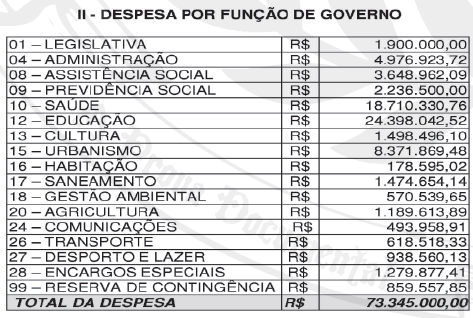 II - DESPESA POR FUNÇÃO DE GOVERNO
01 – LEGISLATIVA R$ 1.900.000,00
04 – ADMINISTRAÇÃO R$ 4.976.923,72
08 – ASSISTÊNCIA SOCIAL R$ 3.648.962,09
09 – PREVIDÊNCIA SOCIAL R$ 2.236.500,00
10 – SAÚDE R$ 18.710.330,76
12 – EDUCAÇÃO R$ 24.398.042,52
13 – CULTURA R$ 1.498.496,10
15 – URBANISMO R$ 8.371.869,48
16 – HABITAÇÃO R$ 178.595,02
17 – SANEAMENTO R$ 1.474.654,14
18 – GESTÃO AMBIENTAL R$ 570.539,65
20 – AGRICULTURA R$ 1.189.613,89
24 – COMUNICAÇÕES R$ 493.958,91
26 – TRANSPORTE R$ 618.518,33
27 – DESPORTO E LAZER R$ 938.560,13
28 – ENCARGOS ESPECIAIS R$ 1.279.877,41
99 – RESERVA DE CONTINGÊNCIA R$ 859.557,85
TOTAL DA DESPESA R$ 73.345.000,00